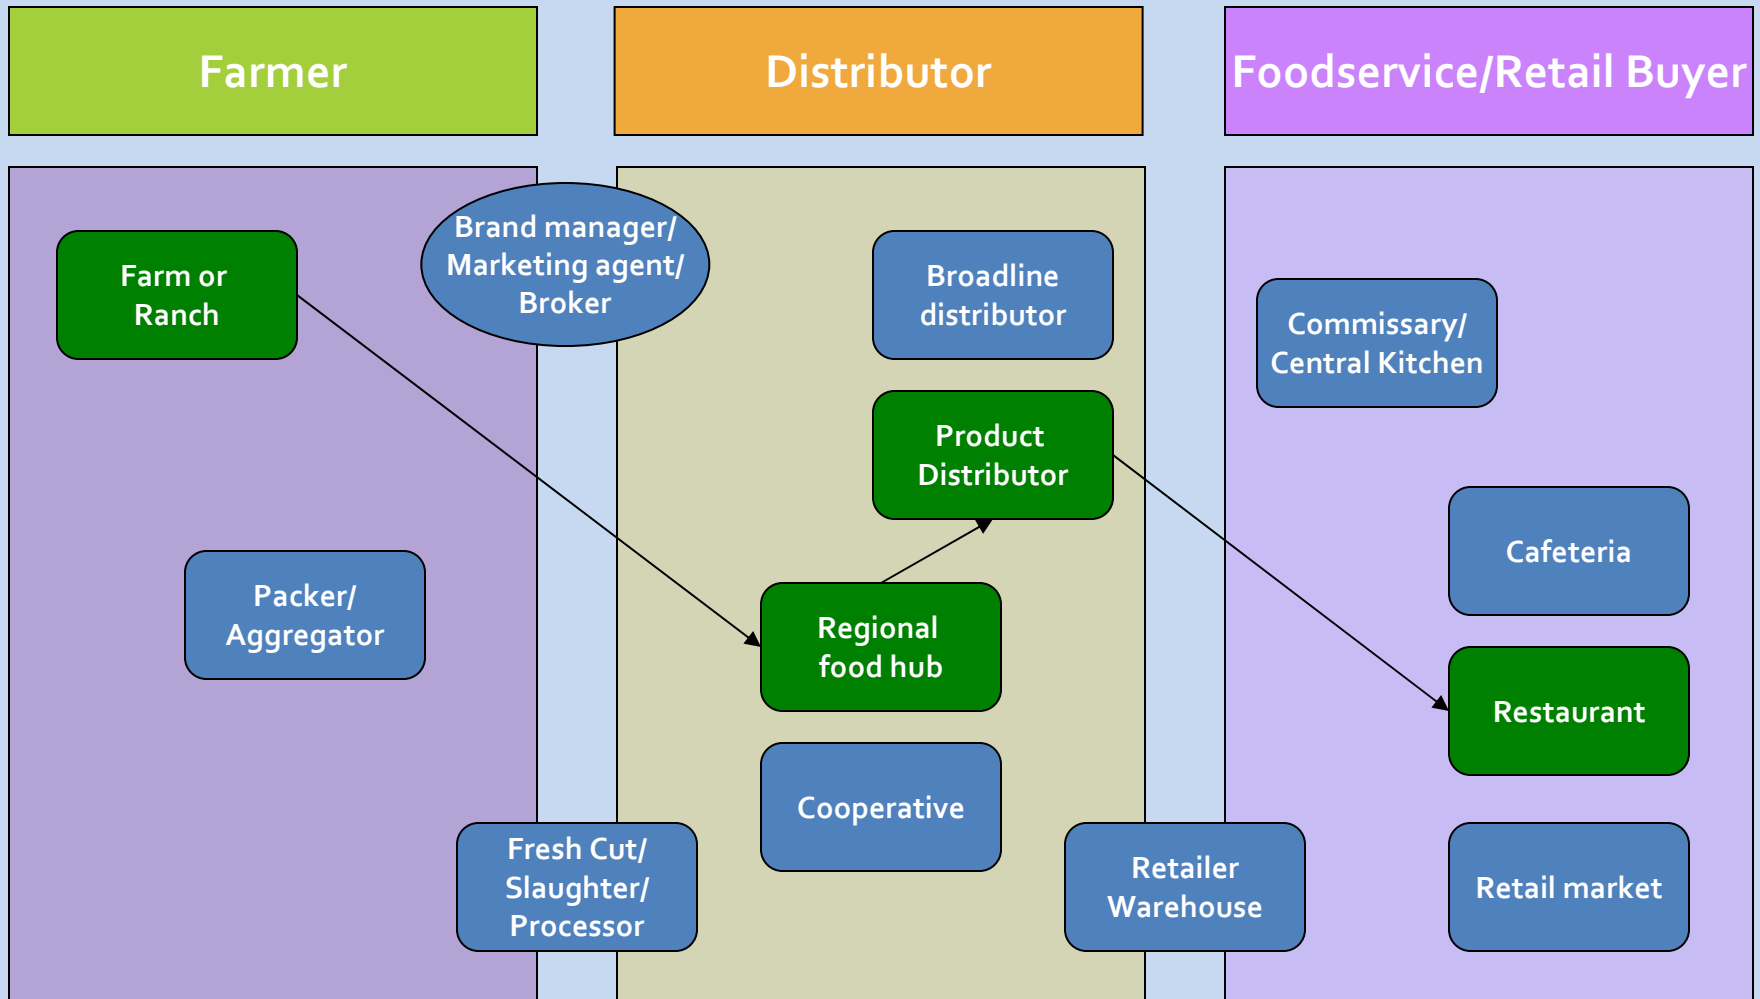 Farmer
Distributor
Foodservice/Retail Buyer
Farm or
Ranch
Brand manager/
Marketing agent/
Broker
Broadline
distributor
Commissary/
Central Kitchen
Product
Distributor
Cafeteria
Packer/
Aggregator
Regional
food hub
Restaurant
Cooperative
Fresh Cut/
Slaughter/
Processor
Retailer
Warehouse
Retail market